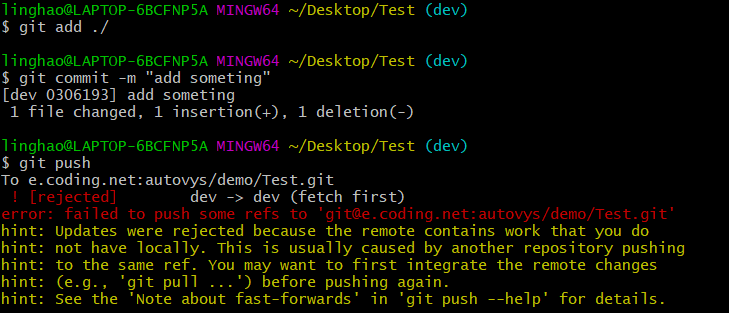 linghao@LAPTOP-6BCFNP5A MINGW64 ~/Desktop/Test (dev)
$ git add ./
linghao@LAPTOP-6BCFNP5A MINGW64 ~/Desktop/Test (dev)
$ git commit -m "add someting"
[dev 0306193] add someting
 1 file changed, 1 insertion(+), 1 deletion(-)
linghao@LAPTOP-6BCFNP5A MINGW64 ~/Desktop/Test (dev)
$ git push
To e.coding.net:autovys/demo/Test.git
 ! [rejected]        dev -> dev (fetch first)
error: failed to push some refs to 'git@e.coding.net:autovys/demo/Test.git'
hint: Updates were rejected because the remote contains work that you do
hint: not have locally. This is usually caused by another repository pushing
hint: to the same ref. You may want to first integrate the remote changes
hint: (e.g., 'git pull ...') before pushing again.
hint: See the 'Note about fast-forwards' in 'git push --help' for details.